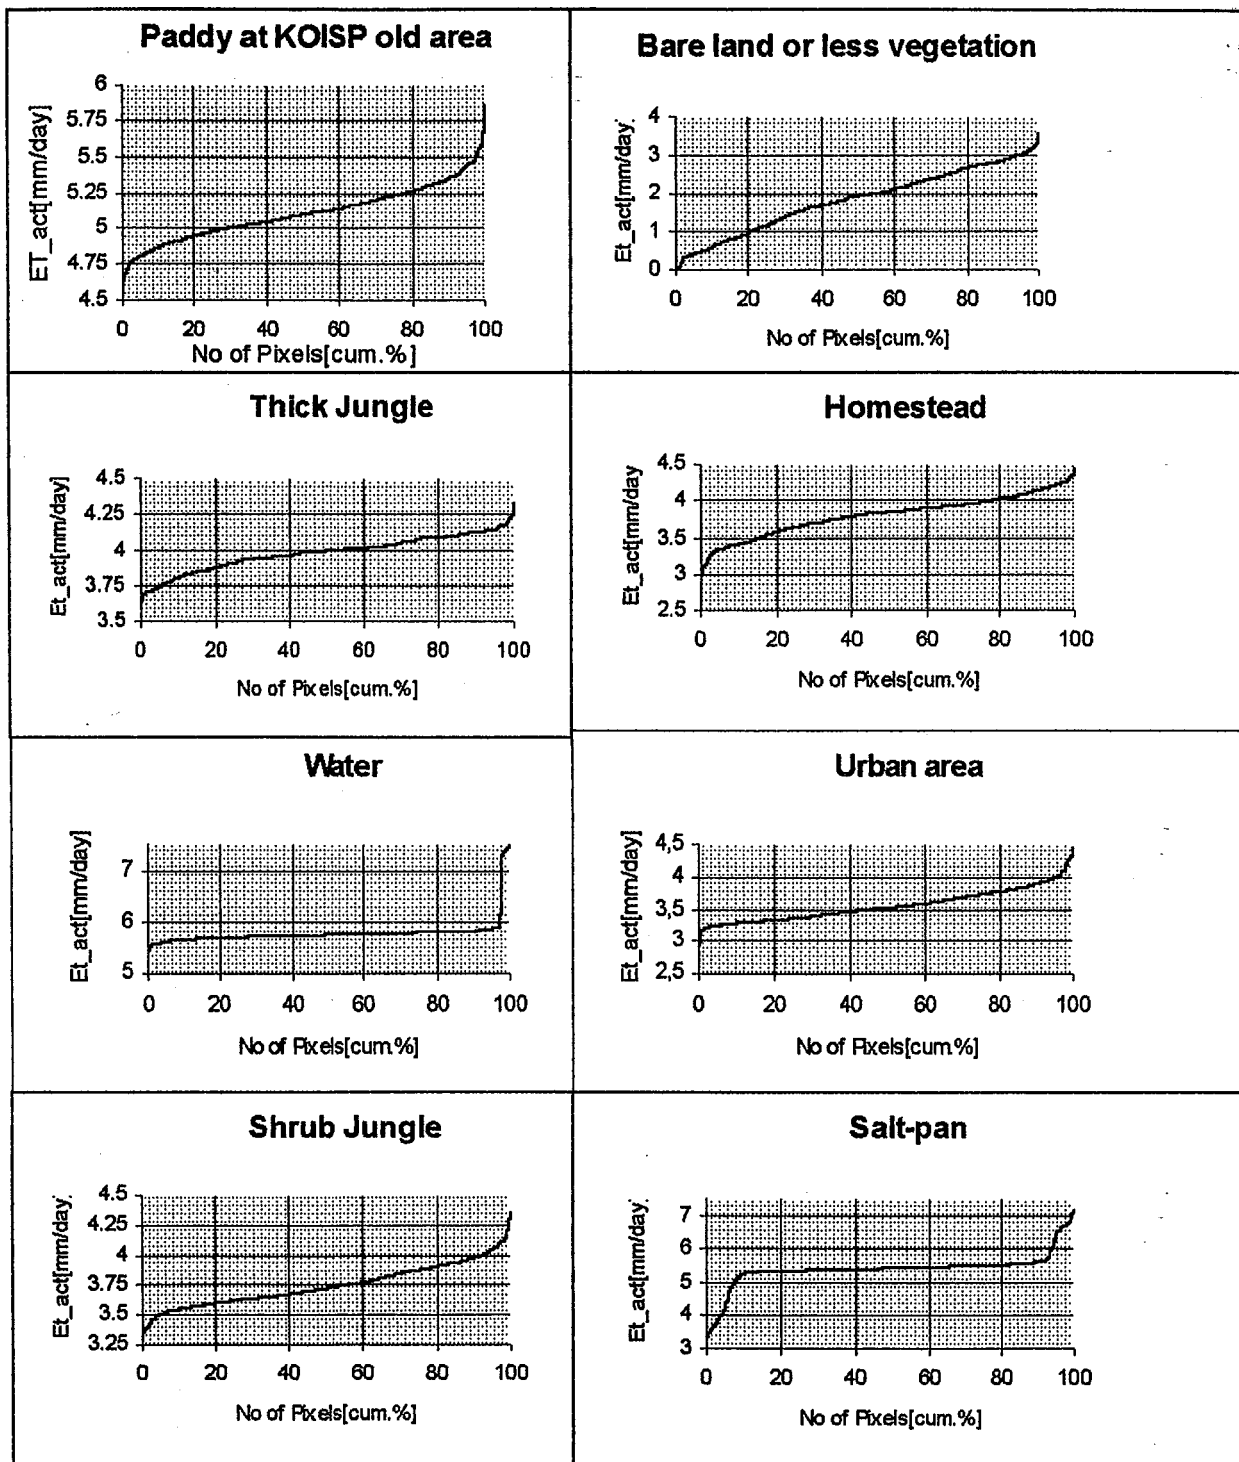 Paddy at KOISP old area
ET_act[mm/day]
6
5.75
5.5
5.25
5
4.75
4.5
0 20 40 60 80 100
No of Pixels[cum.%]
Bare land or less vegetation
Et_act[mm/day.
4
3
2
1
0
0 20 40 60 80 100
No of Pixels[cum.%]
Thick Jungle
Et_act[mm/day]
4.5
4.25
4
3.75
3.5
0 20 40 60 80 100
No of Pixels[cum.%]
Homestead
Et_act[mm/day
4.5
4
3.5
3
2.5
0 20 40 60 80 100
No of Pixels[cum.%]
Water
Et_act[mm/day]
7
6
5
0 20 40 60 80 100
No of Pixels[cum.%]
Urban area
Et_act[mm/day]
4,5
4
3,5
3
2,5
0 20 40 60 80 100
No of Pixels[cum.%]
Shrub Jungle
Et_act[mm/day.
4.5
4.25
4
3.75
3.5
3.25
0 20 40 60 80 100
No of Pixels[cum.%]
Salt-pan
Et_act[mm/day.
7
6
5
4
3
0 20 40 60 80 100
No of Pixels[cum.%]